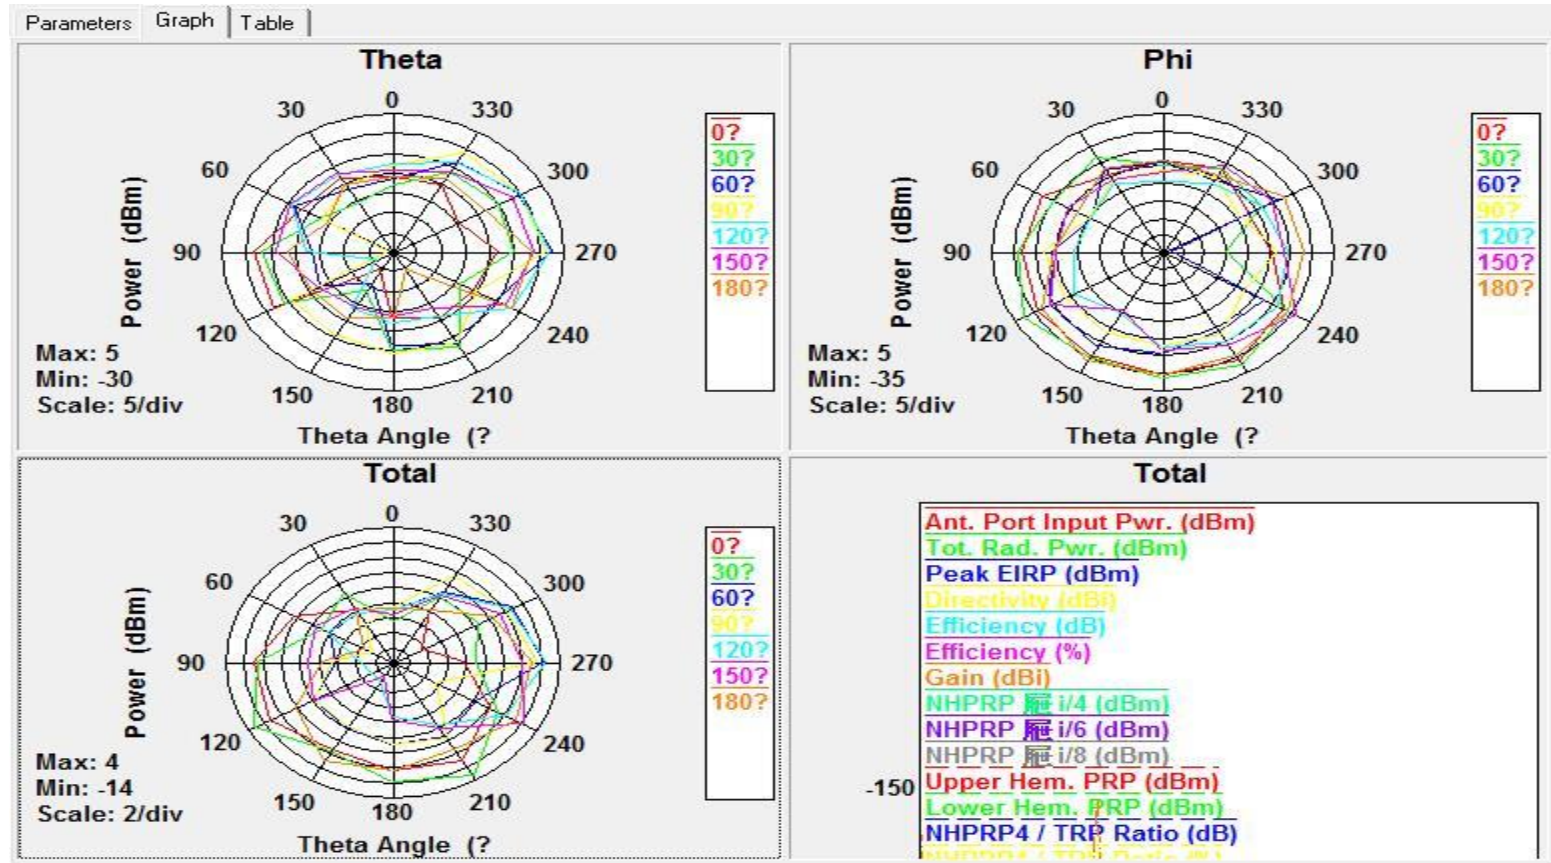 Parameters Graph Table
Theta
0
30 330
60 300
90 270
120 240
150 210
180
Power (dBm)
Max: 5
Min: -30
Scale: 5/div
Theta Angle (?
0?
30?
60?
90?
120?
150?
180?
Phi
0
30 330
60 300
90 270
120 240
150 210
180
Power (dBm)
Max: 5
Min: -35
Scale: 5/div
Theta Angle (?
0?
30?
60?
90?
120?
150?
180?
Total
0
30 330
60 300
90 270
120 240
150 210
180
Power (dBm)
Max: 4
Min: -14
Scale: 2/div
Theta Angle (?
0?
30?
60?
90?
120?
150?
180?
Total
-150
Ant. Port Input Pwr. (dBm)
Tot. Rad. Pwr. (dBm)
Peak EIRP (dBm)
Directivity (dBi)
Efficiency (dB)
Efficiency (%)
Gain (dBi)
NHPRP i/4 (dBm)
NHPRP i/6 (dBm)
NHPRP i/8 (dBm)
Upper Hem. PRP (dBm)
Lower Hem. PRP (dBm)
NHPRP4 / TRP Ratio (dB)